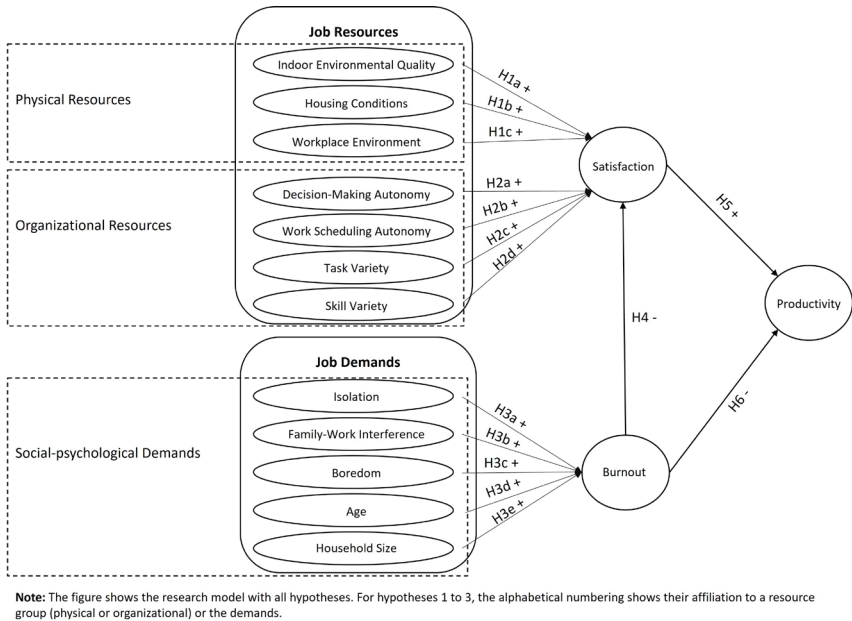 Job Resources
Physical Resources
Indoor Environmental Quality
Housing Conditions
Workplace Environment
H1a +
H1b +
H1c +
Organizational Resources
Decision-Making Autonomy
Work Scheduling Autonomy
Task Variety
Skill Variety
H2a +
H2b +
H2c +
H2d +
Satisfaction
H5 +
Productivity
H4 -
H6 -
Job Demands
Social-psychological Demands
Isolation
Family-Work Interference
Boredom
Age
Household Size
H3a +
H3b +
H3c +
H3d +
H3e +
Burnout
Note: The figure shows the research model with all hypotheses. For hypotheses 1 to 3, the alphabetical numbering shows their affiliation to a resource
group (physical or organizational) or the demands.